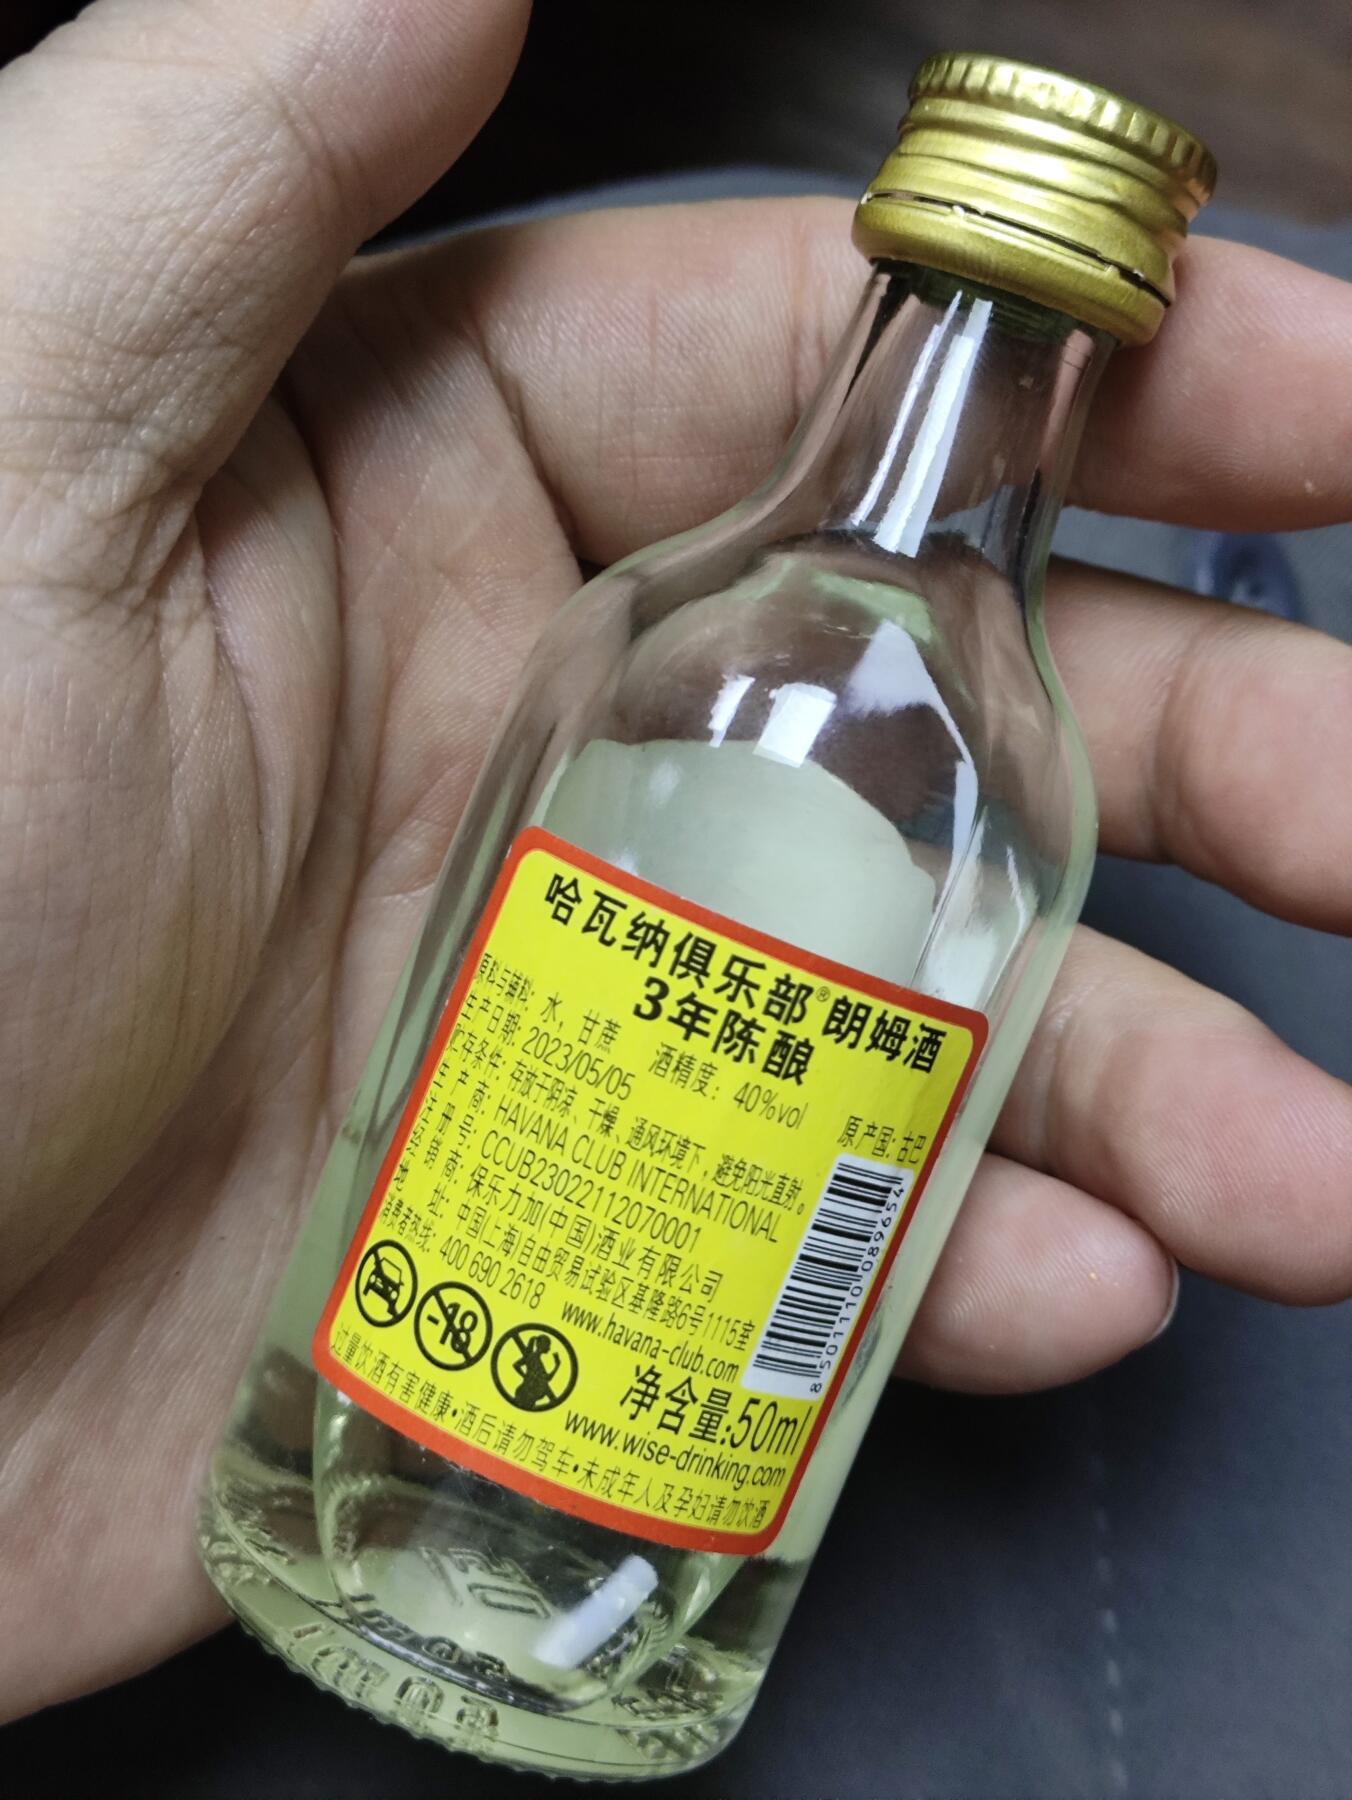 哈瓦纳俱乐部®朗姆酒
3年陈酿
原料与辅料: 水, 甘蔗 酒精度: 40%vol
生产日期: 2023/05/05 原产国: 古巴
贮存条件: 存放于阴凉、干燥、通风环境下, 避免阳光直射。
生产商: HAVANA CLUB INTERNATIONAL
注册号: CCUB23022112070001
经销商: 保乐力加(中国)酒业有限公司
地址: 中国(上海)自由贸易试验区基隆路6号1115室
消费者热线: 400 690 2618 www.havana-club.com
8 501110 089654
-18
净含量:50ml
www.wise-drinking.com
过量饮酒有害健康•酒后请勿驾车•未成年人及孕妇请勿饮酒